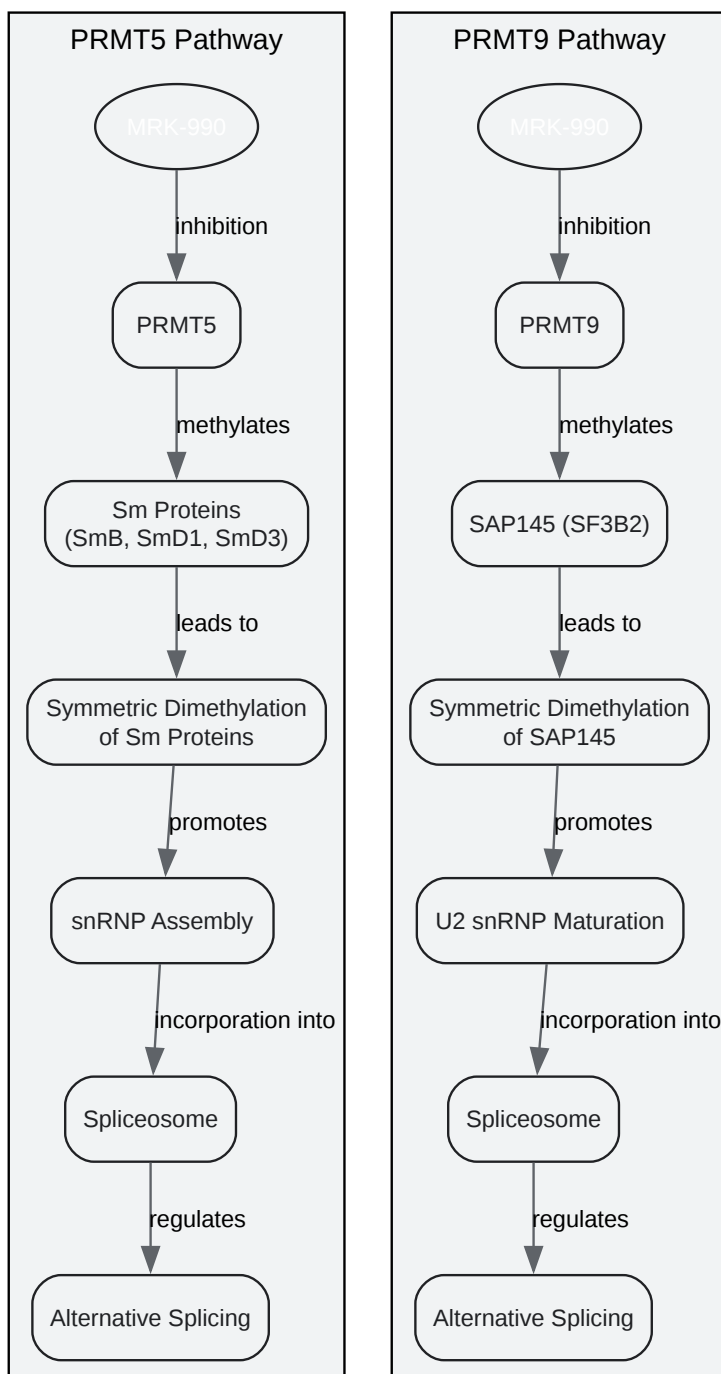 PRMT5 Pathway
MRK-990
inhibition
PRMT5
methylates
Sm Proteins
(SmB, SmD1, SmD3)
leads to
Symmetric Dimethylation
of Sm Proteins
promotes
snRNP Assembly
incorporation into
Spliceosome
regulates
Alternative Splicing
PRMT9 Pathway
MRK-990
inhibition
PRMT9
methylates
SAP145 (SF3B2)
leads to
Symmetric Dimethylation
of SAP145
promotes
U2 snRNP Maturation
incorporation into
Spliceosome
regulates
Alternative Splicing